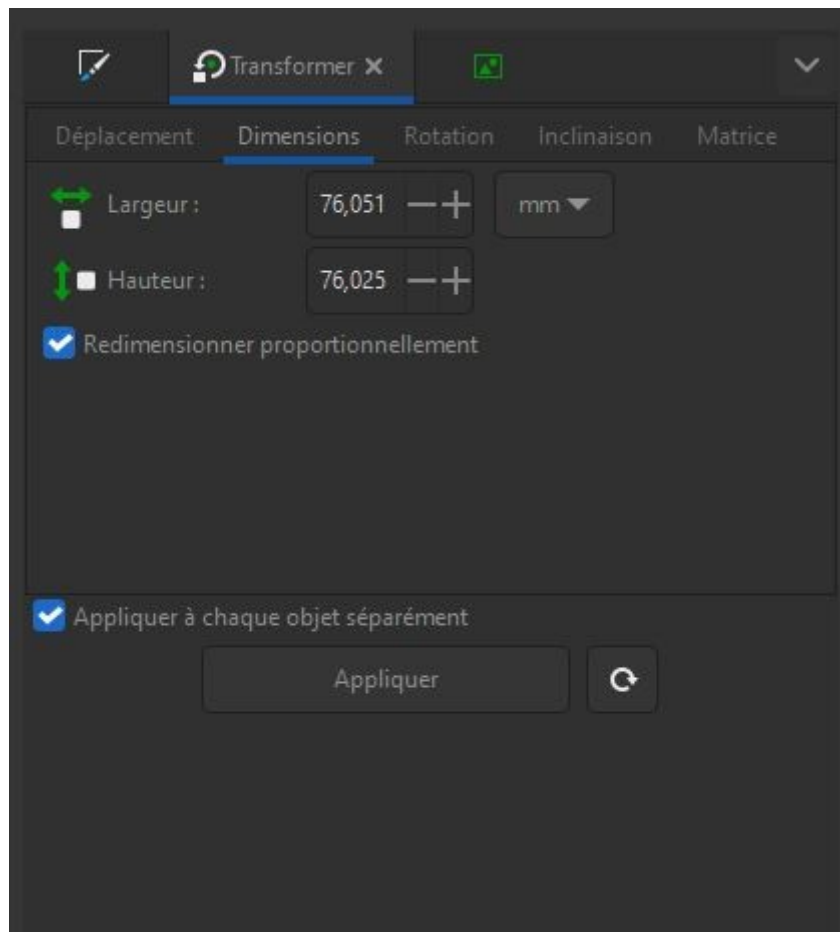 Transformer
Déplacement Dimensions Rotation Inclinaison Matrice
Largeur : 76,051 mm
Hauteur : 76,025
Redimensionner proportionnellement
Appliquer à chaque objet séparément
Appliquer